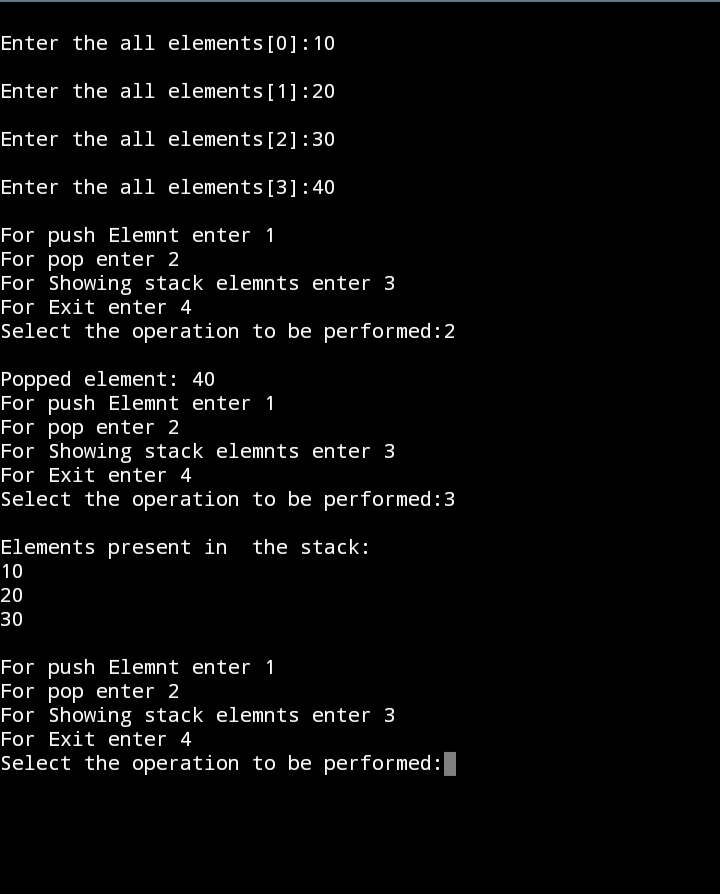 Enter the all elements[0]:10
Enter the all elements[1]:20
Enter the all elements[2]:30
Enter the all elements[3]:40
For push Elemnt enter 1
For pop enter 2
For Showing stack elemnts enter 3
For Exit enter 4
Select the operation to be performed:2
Popped element: 40
For push Elemnt enter 1
For pop enter 2
For Showing stack elemnts enter 3
For Exit enter 4
Select the operation to be performed:3
Elements present in  the stack:
10
20
30
For push Elemnt enter 1
For pop enter 2
For Showing stack elemnts enter 3
For Exit enter 4
Select the operation to be performed: